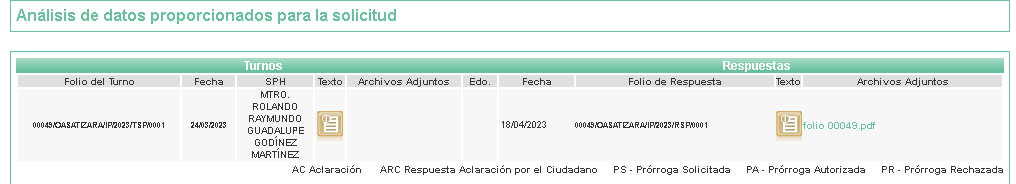 Análisis de datos proporcionados para la solicitud
Turnos Respuestas
Folio del Turno Fecha SPH Texto Archivos Adjuntos Edo. Fecha Folio de Respuesta Texto Archivos Adjuntos
00049/OASATIZARA/IP/2023/TSP/0001 24/03/2023 MTRO. ROLANDO RAYMUNDO GUADALUPE GODÍNEZ MARTÍNEZ 18/04/2023 00049/OASATIZARA/IP/2023/RSP/0001 folio 00049.pdf
AC Aclaración ARC Respuesta Aclaración por el Ciudadano PS - Prórroga Solicitada PA - Prórroga Autorizada PR - Prórroga Rechazada